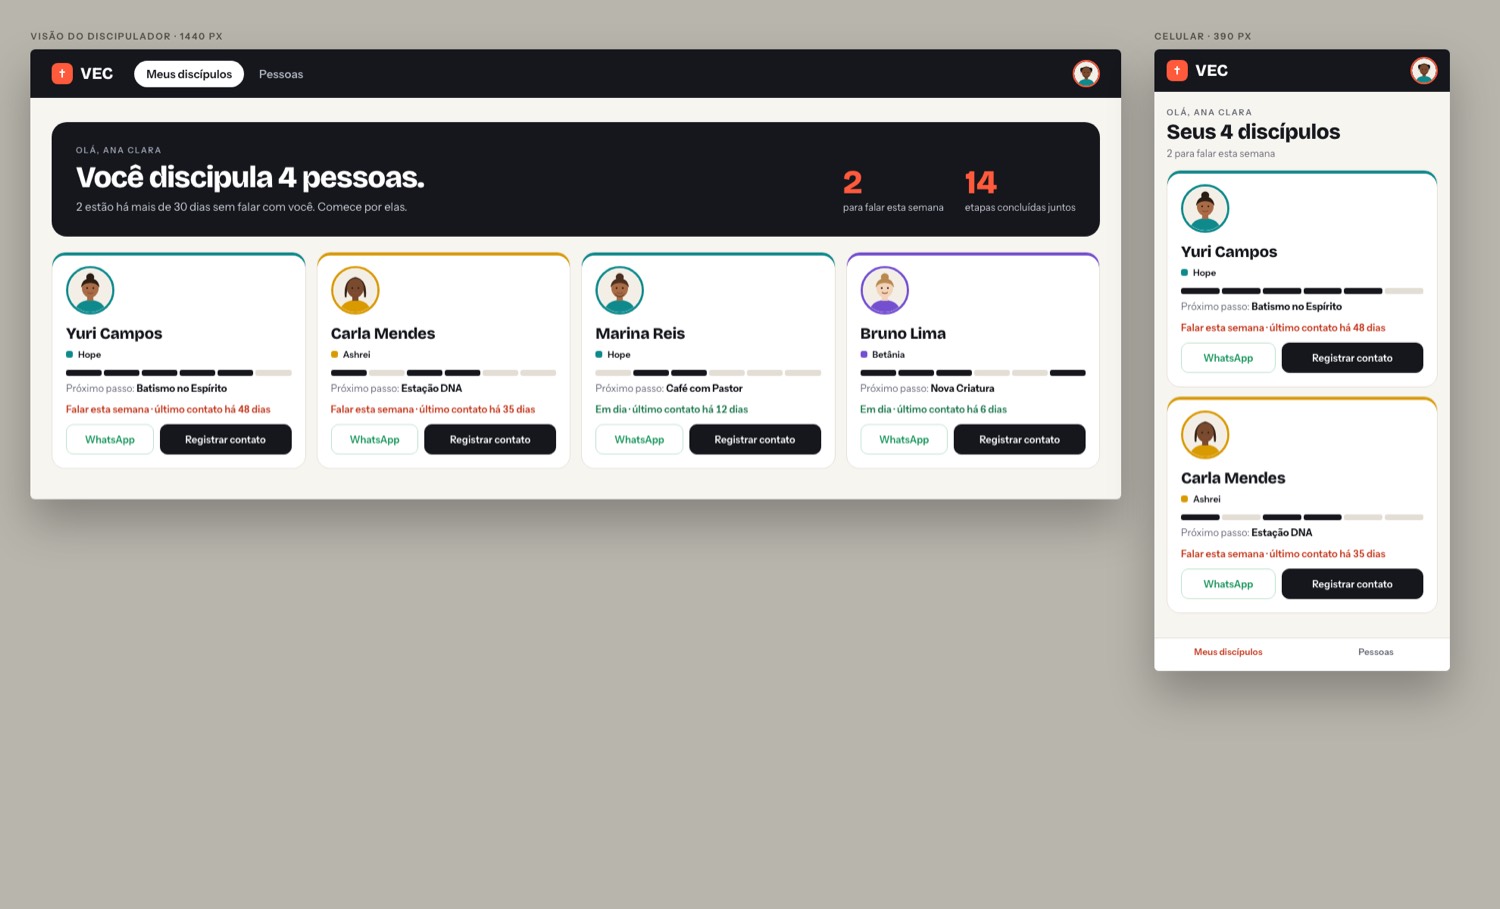 VISÃO DO DISCIPULADOR · 1440 PX
VEC
Meus discípulos
Pessoas
OLÁ, ANA CLARA
Você discipula 4 pessoas.
2 estão há mais de 30 dias sem falar com você. Comece por elas.
2
para falar esta semana
14
etapas concluídas juntos
Yuri Campos
Hope
Próximo passo: Batismo no Espírito
Falar esta semana · último contato há 48 dias
WhatsApp
Registrar contato
Carla Mendes
Ashrei
Próximo passo: Estação DNA
Falar esta semana · último contato há 35 dias
WhatsApp
Registrar contato
Marina Reis
Hope
Próximo passo: Café com Pastor
Em dia · último contato há 12 dias
WhatsApp
Registrar contato
Bruno Lima
Betânia
Próximo passo: Nova Criatura
Em dia · último contato há 6 dias
WhatsApp
Registrar contato
CELULAR · 390 PX
VEC
OLÁ, ANA CLARA
Seus 4 discípulos
2 para falar esta semana
Yuri Campos
Hope
Próximo passo: Batismo no Espírito
Falar esta semana · último contato há 48 dias
WhatsApp
Registrar contato
Carla Mendes
Ashrei
Próximo passo: Estação DNA
Falar esta semana · último contato há 35 dias
WhatsApp
Registrar contato
Meus discípulos
Pessoas